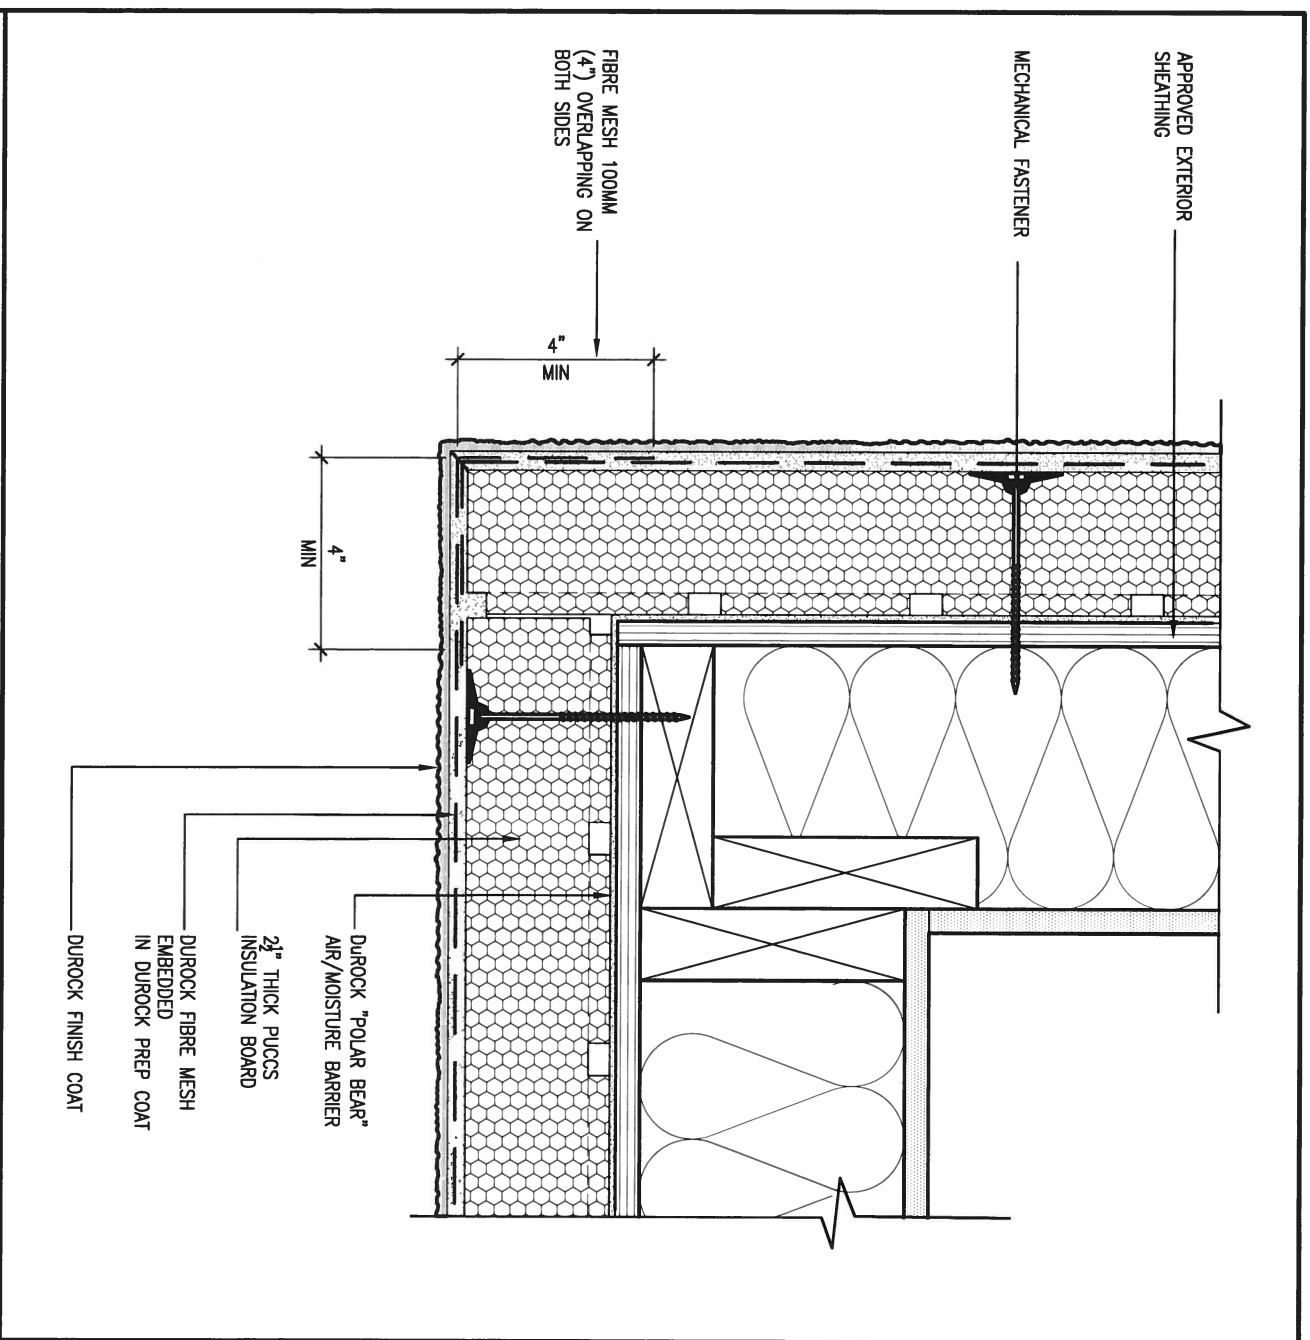 APPROVED EXTERIOR
SHEATHING
MECHANICAL FASTENER
FIBRE MESH 100MM
(4") OVERLAPPING ON
BOTH SIDES
4"
MIN
4"
MIN
DuROCK "POLAR BEAR"
AIR/MOISTURE BARRIER
2½" THICK PUCCS
INSULATION BOARD
DUROCK FIBRE MESH
EMBEDDED
IN DUROCK PREP COAT
DUROCK FINISH COAT